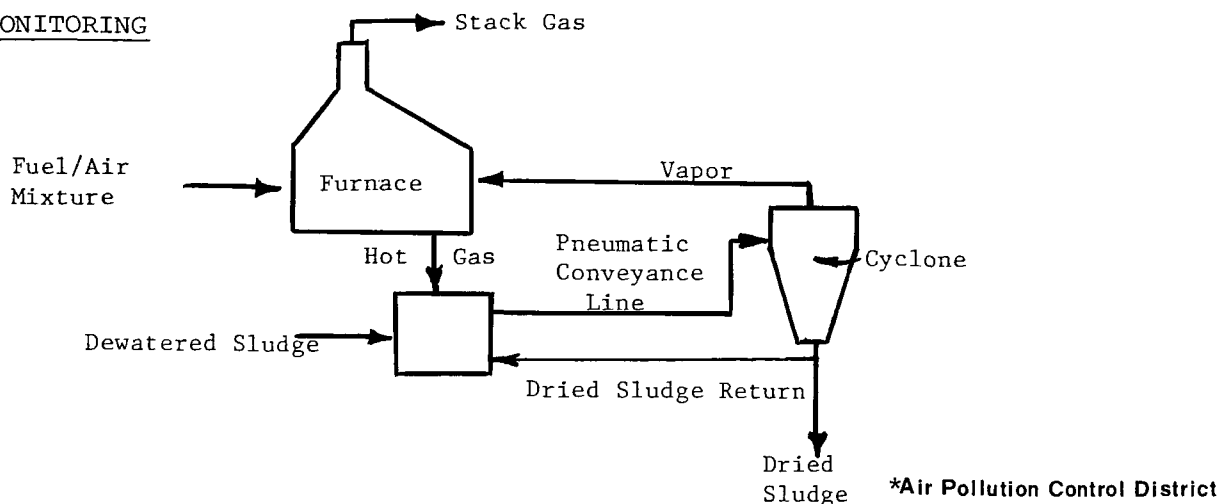 ONITORING
Stack Gas
Fuel/Air
Mixture
Furnace
Vapor
Hot Gas
Pneumatic
Conveyance
Line
Cyclone
Dewatered Sludge
Dried Sludge Return
Dried
Sludge
*Air Pollution Control District